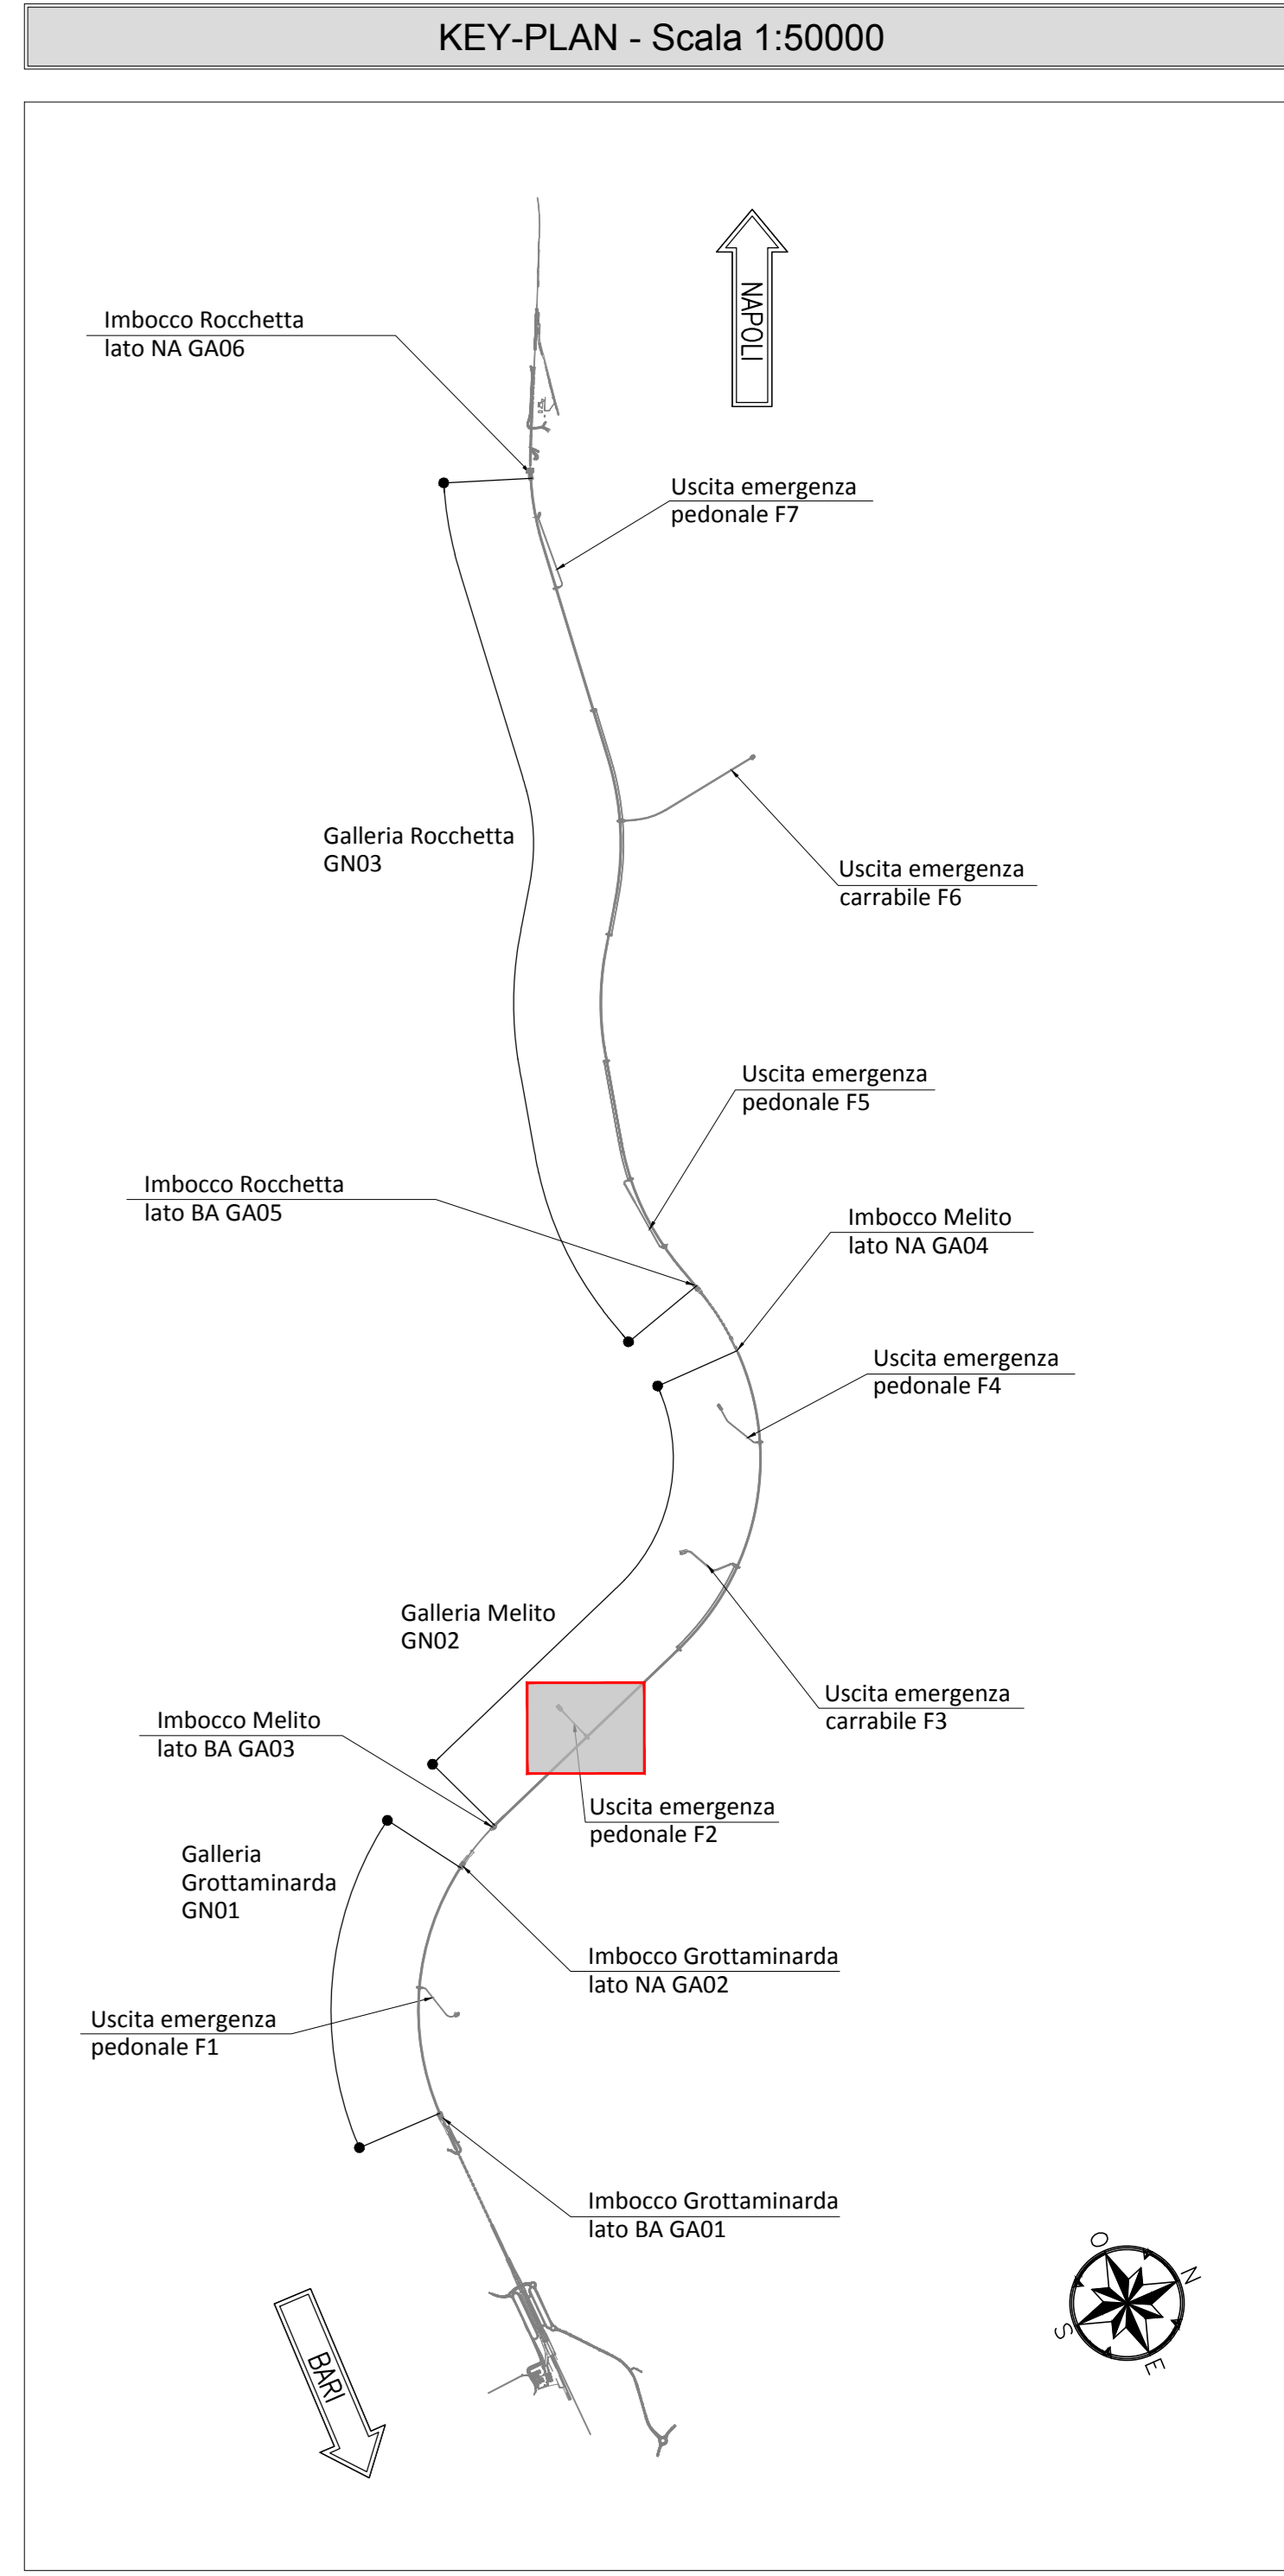 KEY-PLAN - Scala 1:50000
NAPOLI
Imbocco Rocchetta
lato NA GA06
Uscita emergenza
pedonale F7
Galleria Rocchetta
GN03
Uscita emergenza
carrabile F6
Uscita emergenza
pedonale F5
Imbocco Rocchetta
lato BA GA05
Imbocco Melito
lato NA GA04
Uscita emergenza
pedonale F4
Galleria Melito
GN02
Uscita emergenza
carrabile F3
Imbocco Melito
lato BA GA03
Uscita emergenza
pedonale F2
Galleria
Grottaminarda
GN01
Imbocco Grottaminarda
lato NA GA02
Uscita emergenza
pedonale F1
Imbocco Grottaminarda
lato BA GA01
BARI
O
N
S
E